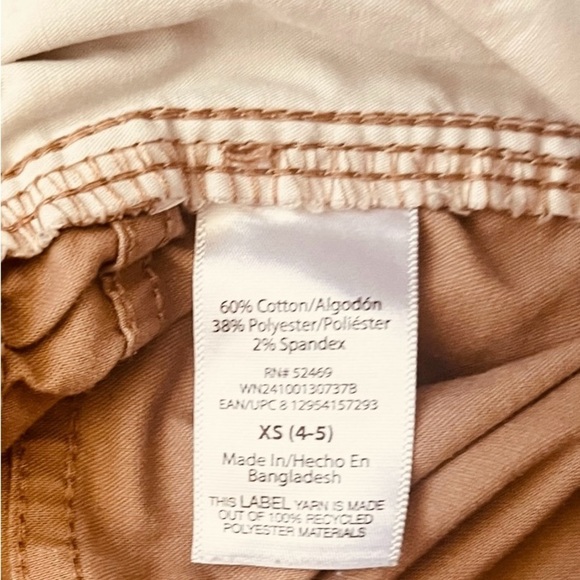 60% Cotton/Algodón
38% Polyester/Poliéster
2% Spandex
RN# 52469
WN24100130737B
EAN/UPC 8 12954157293
XS (4-5)
Made In/Hecho En
Bangladesh
THIS LABEL YARN IS MADE
OUT OF 100% RECYCLED
POLYESTER MATERIALS